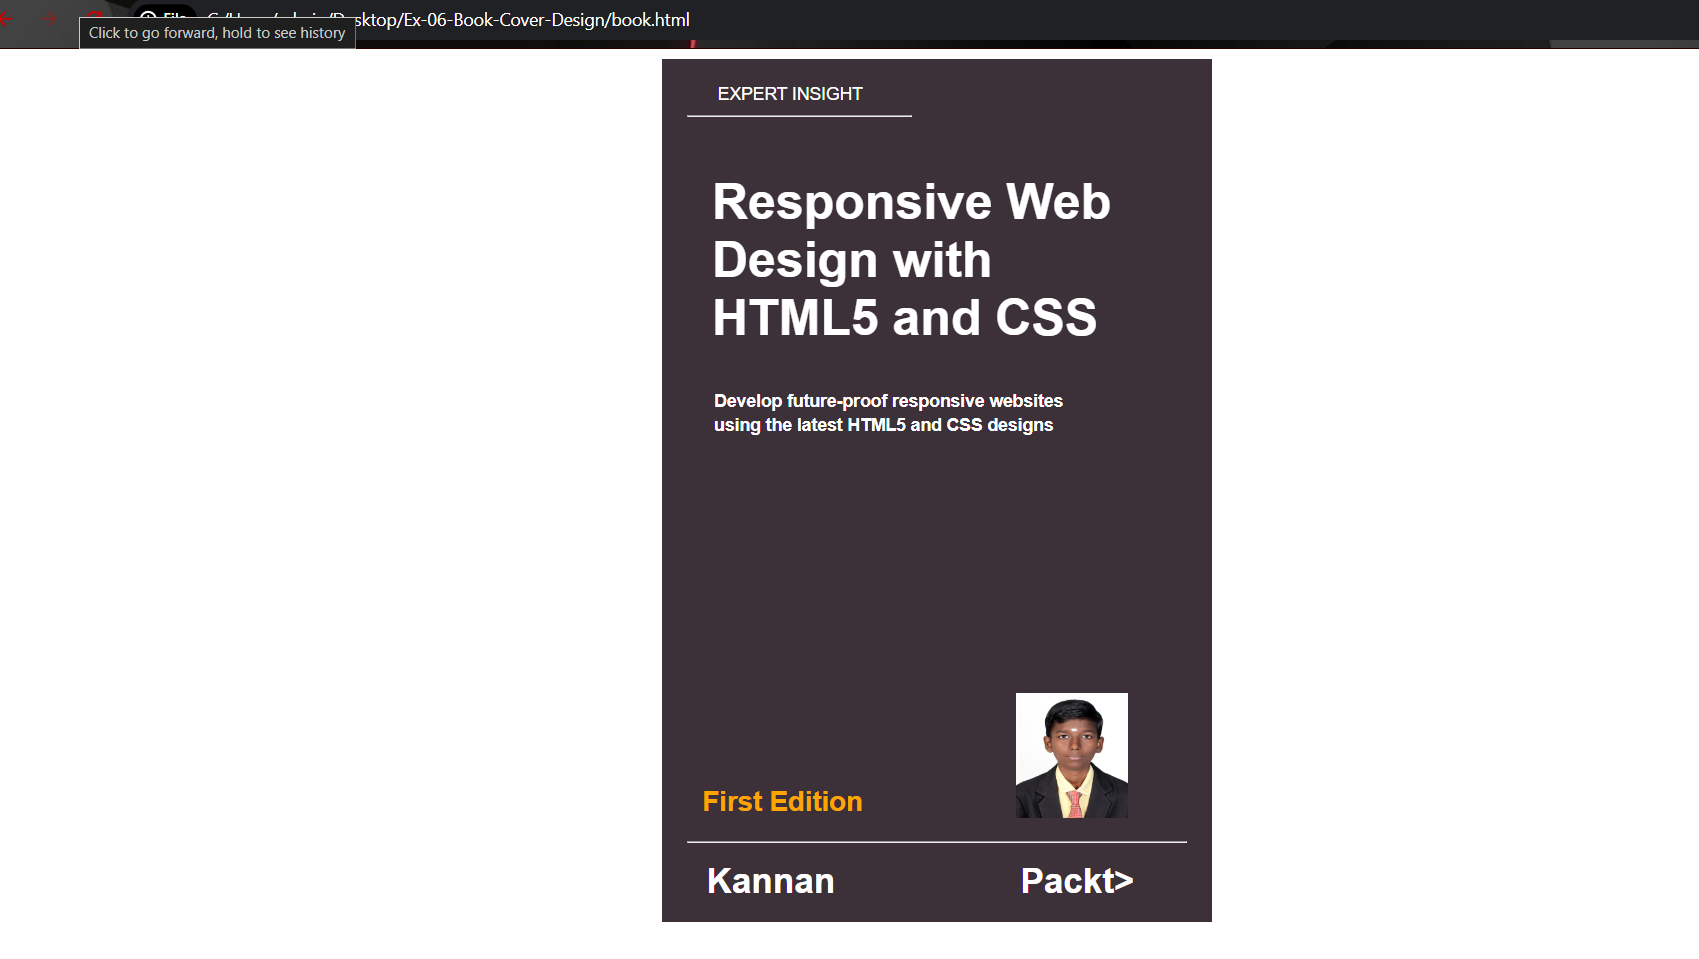 File
Desktop/Ex-06-Book-Cover-Design/book.html
Click to go forward, hold to see history
EXPERT INSIGHT
Responsive Web
Design with
HTML5 and CSS
Develop future-proof responsive websites
using the latest HTML5 and CSS designs
First Edition
Kannan
Packt>